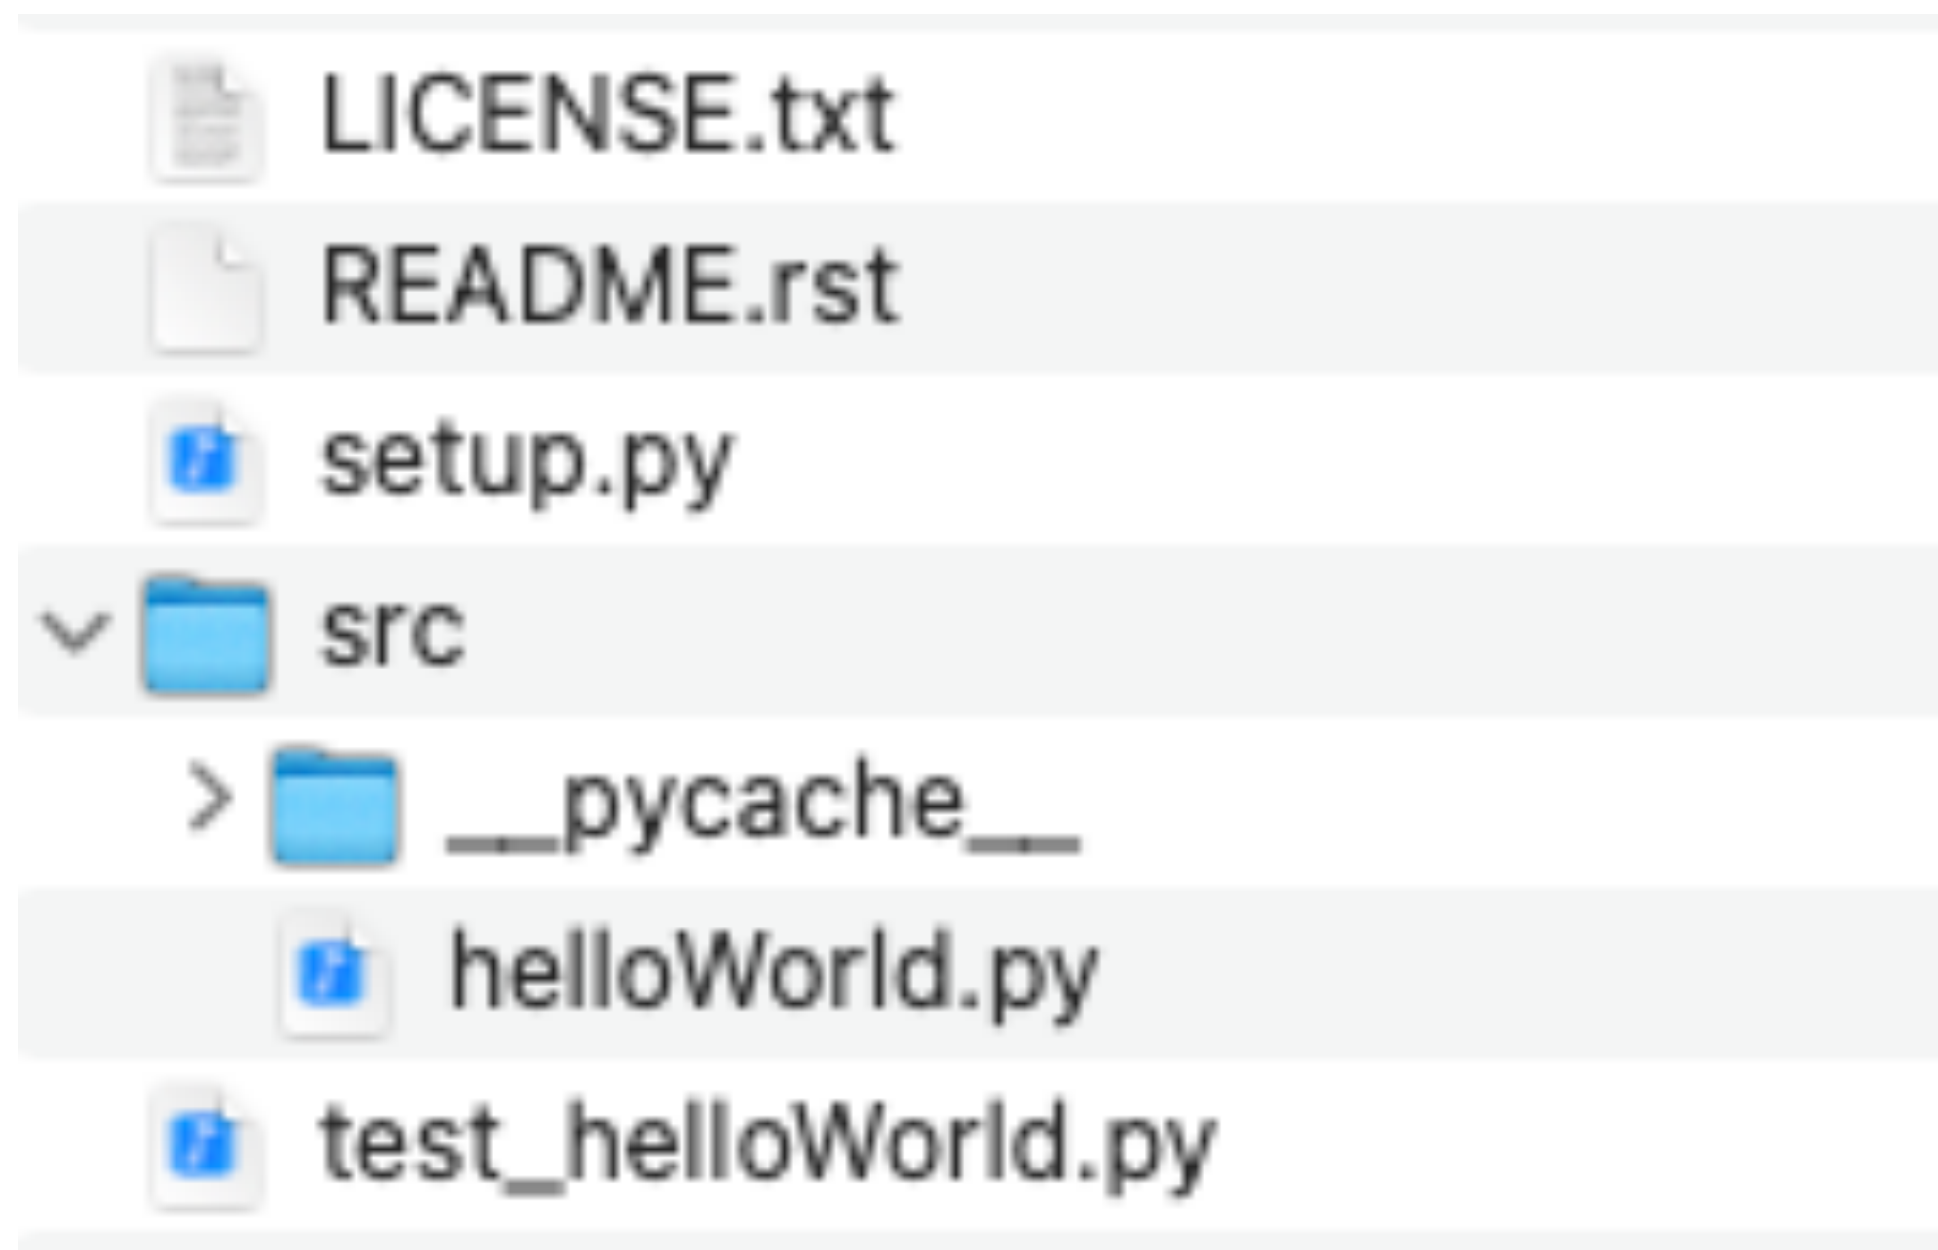 LICENSE.txt
README.rst
setup.py
src
__pycache__
helloWorld.py
test_helloWorld.py